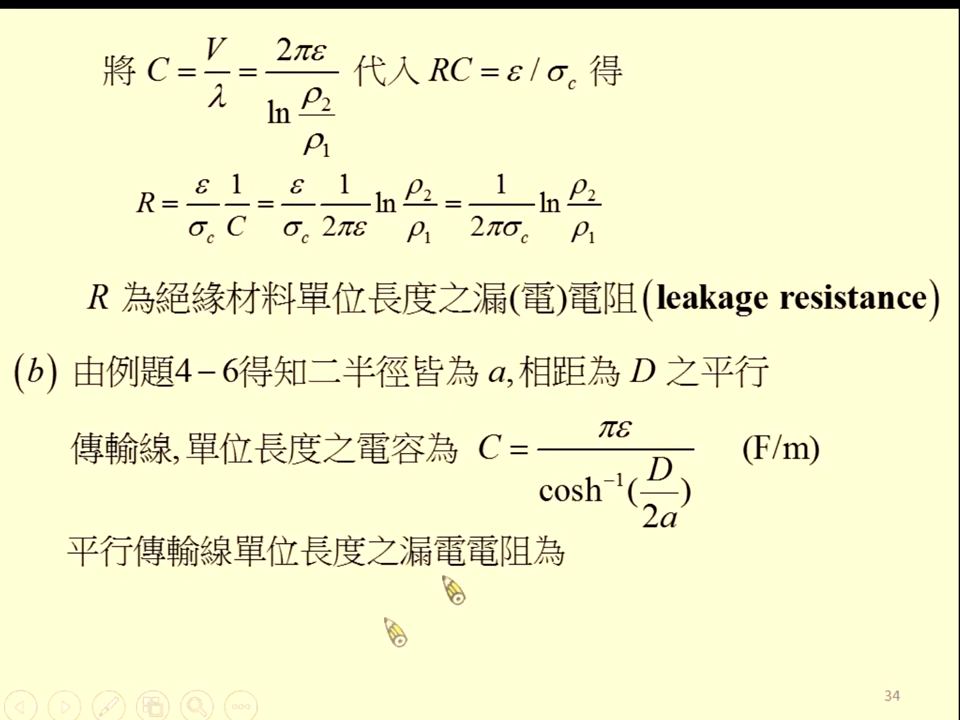 將 C = V/λ = 2πε / ln(ρ₂/ρ₁) 代入 RC = ε / σ_c 得
R = (ε/σ_c)(1/C) = (ε/σ_c)(1/2πε) ln(ρ₂/ρ₁) = (1/2πσ_c) ln(ρ₂/ρ₁)
R 為絕緣材料單位長度之漏(電)電阻(leakage resistance)
(b) 由例題4－6得知二半徑皆為 a,相距為 D 之平行
傳輸線,單位長度之電容為 C = πε / cosh⁻¹(D/2a) (F/m)
平行傳輸線單位長度之漏電電阻為
34